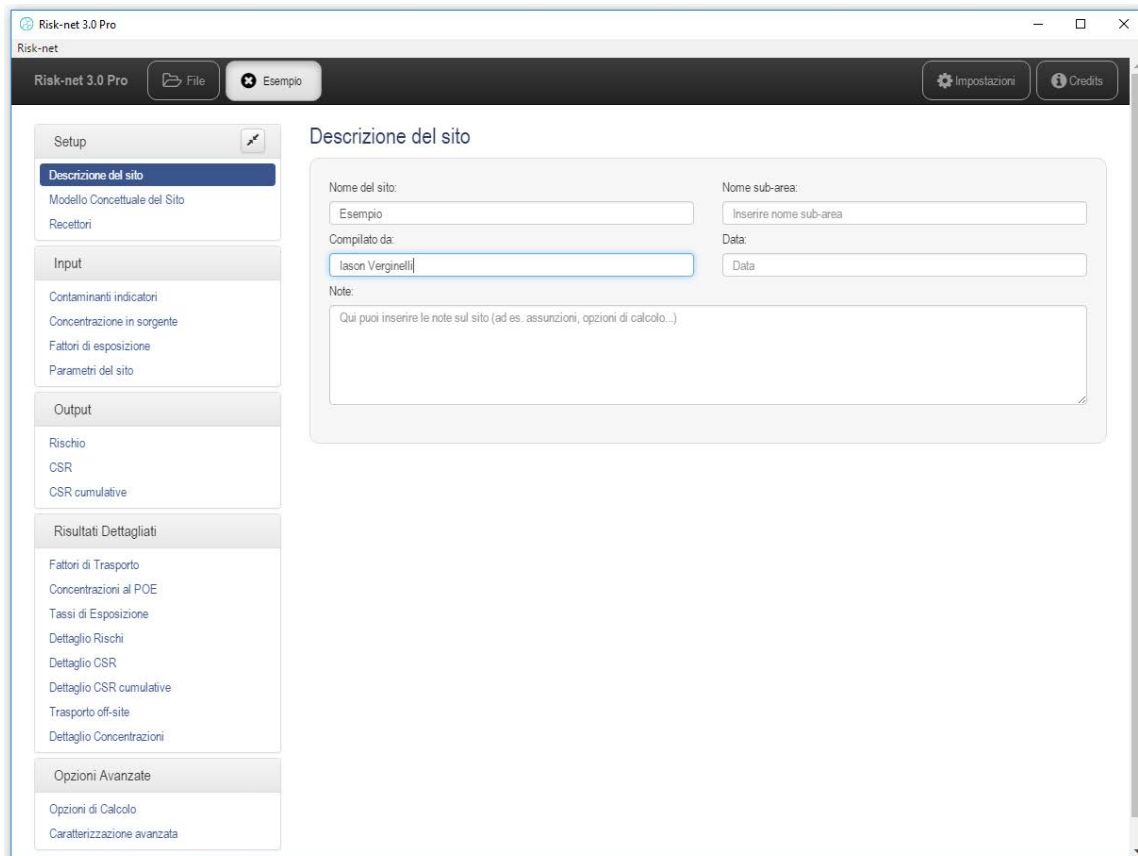 Risk-net 3.0 Pro
Risk-net
Risk-net 3.0 Pro File Esempio Impostazioni Credits
Setup
Descrizione del sito
Modello Concettuale del Sito
Recettori
Input
Contaminanti indicatori
Concentrazione in sorgente
Fattori di esposizione
Parametri del sito
Output
Rischio
CSR
CSR cumulative
Risultati Dettagliati
Fattori di Trasporto
Concentrazioni al POE
Tassi di Esposizione
Dettaglio Rischi
Dettaglio CSR
Dettaglio CSR cumulative
Trasporto off-site
Dettaglio Concentrazioni
Opzioni Avanzate
Opzioni di Calcolo
Caratterizzazione avanzata
Descrizione del sito
Nome del sito: Nome sub-area:
Esempio Inserire nome sub-area
Compilato da: Data:
Iason Verginelli Data
Note:
Qui puoi inserire le note sul sito (ad es. assunzioni, opzioni di calcolo...)